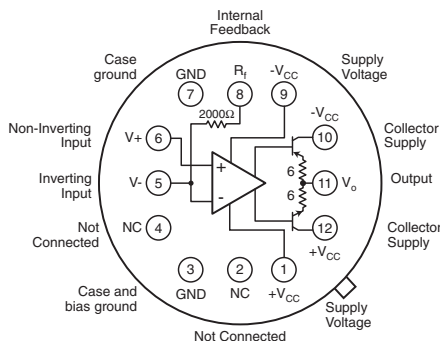 Internal
Feedback
Case
ground
GND
Rf
-VCC
Supply
Voltage
7
8
9
2000Ω
-VCC
Non-Inverting
Input
V+
6
+
10
Collector
Supply
6
Inverting
Input
V-
5
-
11
Vo
Output
6
Not
Connected
NC
4
12
+VCC
Collector
Supply
3
2
1
Case and
bias ground
GND
NC
+VCC
Supply
Voltage
Not Connected